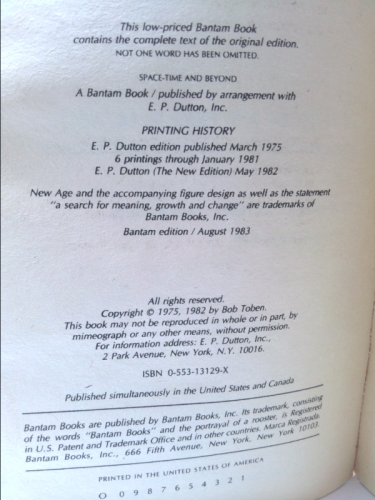 This low-priced Bantam Book
contains the complete text of the original edition.
NOT ONE WORD HAS BEEN OMITTED.
SPACE-TIME AND BEYOND
A Bantam Book / published by arrangement with
E. P. Dutton, Inc.
PRINTING HISTORY
E. P. Dutton edition published March 1975
6 printings through January 1981
E. P. Dutton (The New Edition) May 1982
New Age and the accompanying figure design as well as the statement
"a search for meaning, growth and change" are trademarks of
Bantam Books, Inc.
Bantam edition / August 1983
All rights reserved.
Copyright © 1975, 1982 by Bob Toben.
This book may not be reproduced in whole or in part, by
mimeograph or any other means, without permission.
For information address: E. P. Dutton, Inc.,
2 Park Avenue, New York, N.Y. 10016.
ISBN 0-553-13129-X
Published simultaneously in the United States and Canada
Bantam Books are published by Bantam Books, Inc. Its trademark, consisting
of the words "Bantam Books" and the portrayal of a rooster, is Registered
in U.S. Patent and Trademark Office and in other countries. Marca Registrada.
Bantam Books, Inc., 666 Fifth Avenue, New York, New York 10103.
PRINTED IN THE UNITED STATES OF AMERICA
O 0 9 8 7 6 5 4 3 2 1